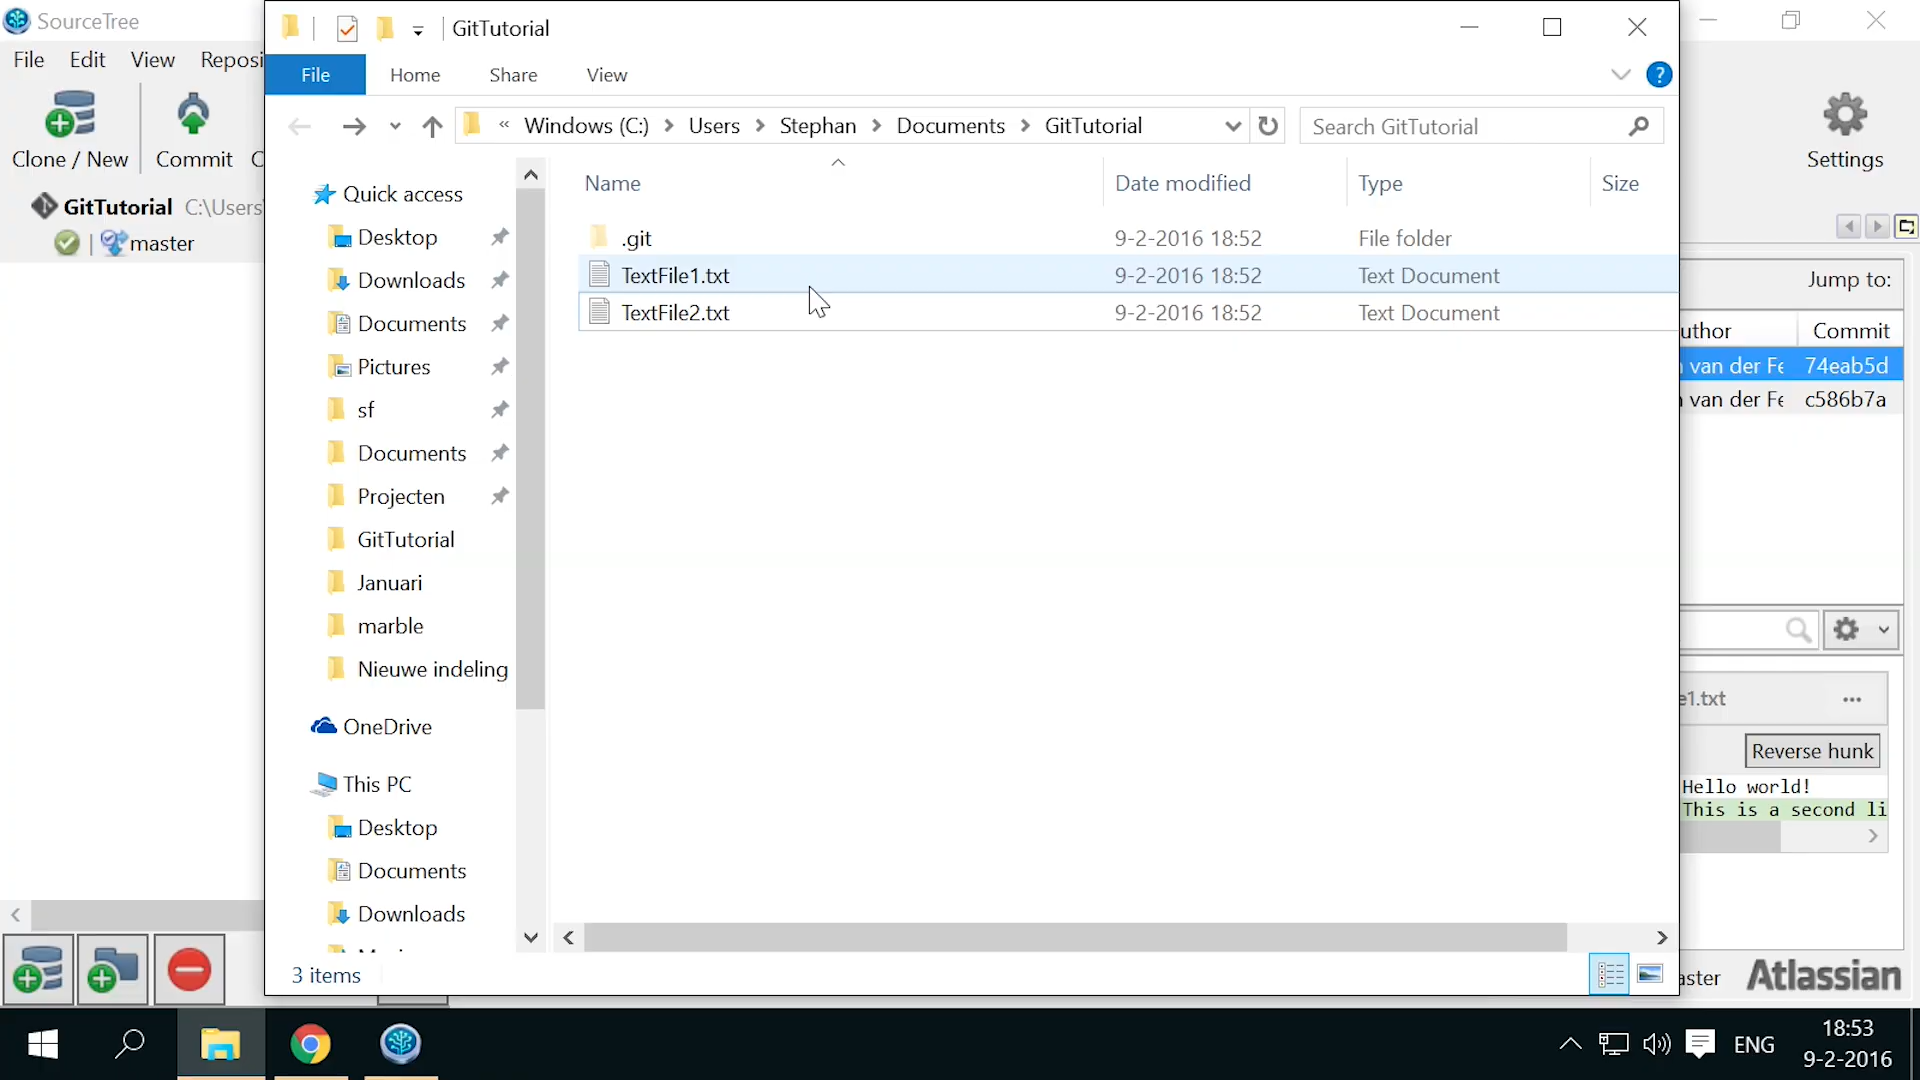 SourceTree
File Edit View Reposi
Clone / New Commit C
GitTutorial C:\Users
master
GitTutorial
File Home Share View
?
« Windows (C:) > Users > Stephan > Documents > GitTutorial
Search GitTutorial
Quick access
Desktop
Downloads
Documents
Pictures
sf
Documents
Projecten
GitTutorial
Januari
marble
Nieuwe indeling
OneDrive
This PC
Desktop
Documents
Downloads
Name Date modified Type Size
.git 9-2-2016 18:52 File folder
TextFile1.txt 9-2-2016 18:52 Text Document
TextFile2.txt 9-2-2016 18:52 Text Document
3 items
Settings
Jump to:
uthor Commit
van der Fe 74eab5d
van der Fe c586b7a
e1.txt ...
Reverse hunk
Hello world!
This is a second li
aster Atlassian
ENG
18:53
9-2-2016